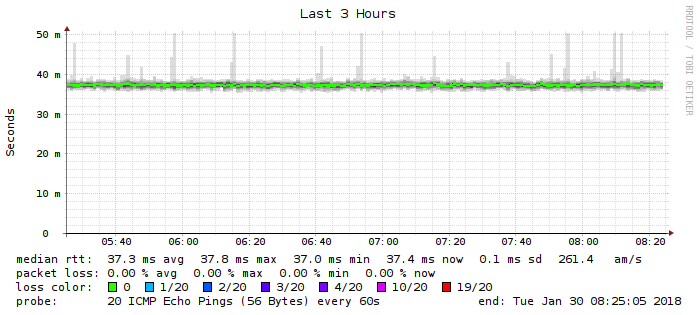 Last 3 Hours
RRDTOOL / TOBI OETIKER
Seconds
50 m
40 m
30 m
20 m
10 m
0
05:40 06:00 06:20 06:40 07:00 07:20 07:40 08:00 08:20
median rtt: 37.3 ms avg 37.8 ms max 37.0 ms min 37.4 ms now 0.1 ms sd 261.4 am/s
packet loss: 0.00 % avg 0.00 % max 0.00 % min 0.00 % now
loss color: 0 1/20 2/20 3/20 4/20 10/20 19/20
probe: 20 ICMP Echo Pings (56 Bytes) every 60s end: Tue Jan 30 08:25:05 2018